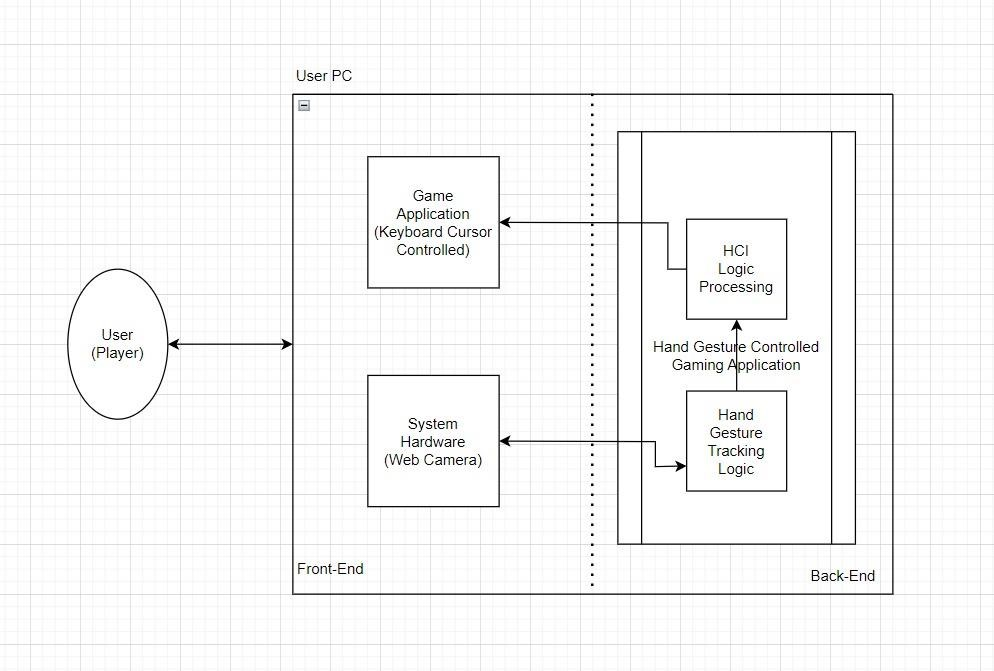 User PC
Game
Application
(Keyboard Cursor
Controlled)
HCI
Logic
Processing
User
(Player)
Hand Gesture Controlled
Gaming Application
System
Hardware
(Web Camera)
Hand
Gesture
Tracking
Logic
Front-End
Back-End